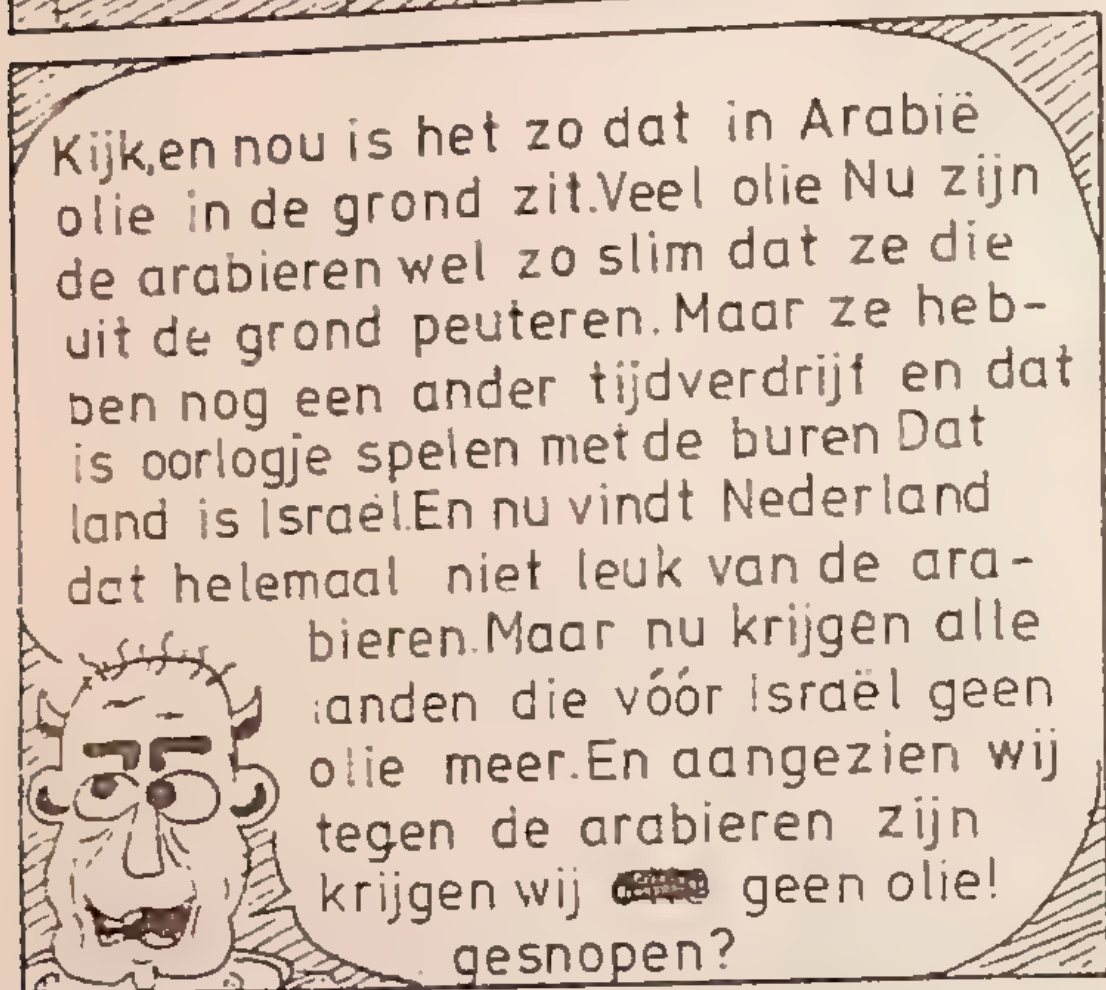 Kijk,en nou is het zo dat in Arabië
olie in de grond zit.Veel olie Nu zijn
de arabieren wel zo slim dat ze die
uit de grond peuteren. Maar ze heb-
ben nog een ander tijdverdrijf en dat
is oorlogje spelen met de buren Dat
land is Israël.En nu vindt Nederland
dat helemaal niet leuk van de ara-
bieren.Maar nu krijgen alle
landen die vóór Israël geen
olie meer.En aangezien wij
tegen de arabieren zijn
krijgen wij geen olie!
gesnopen?